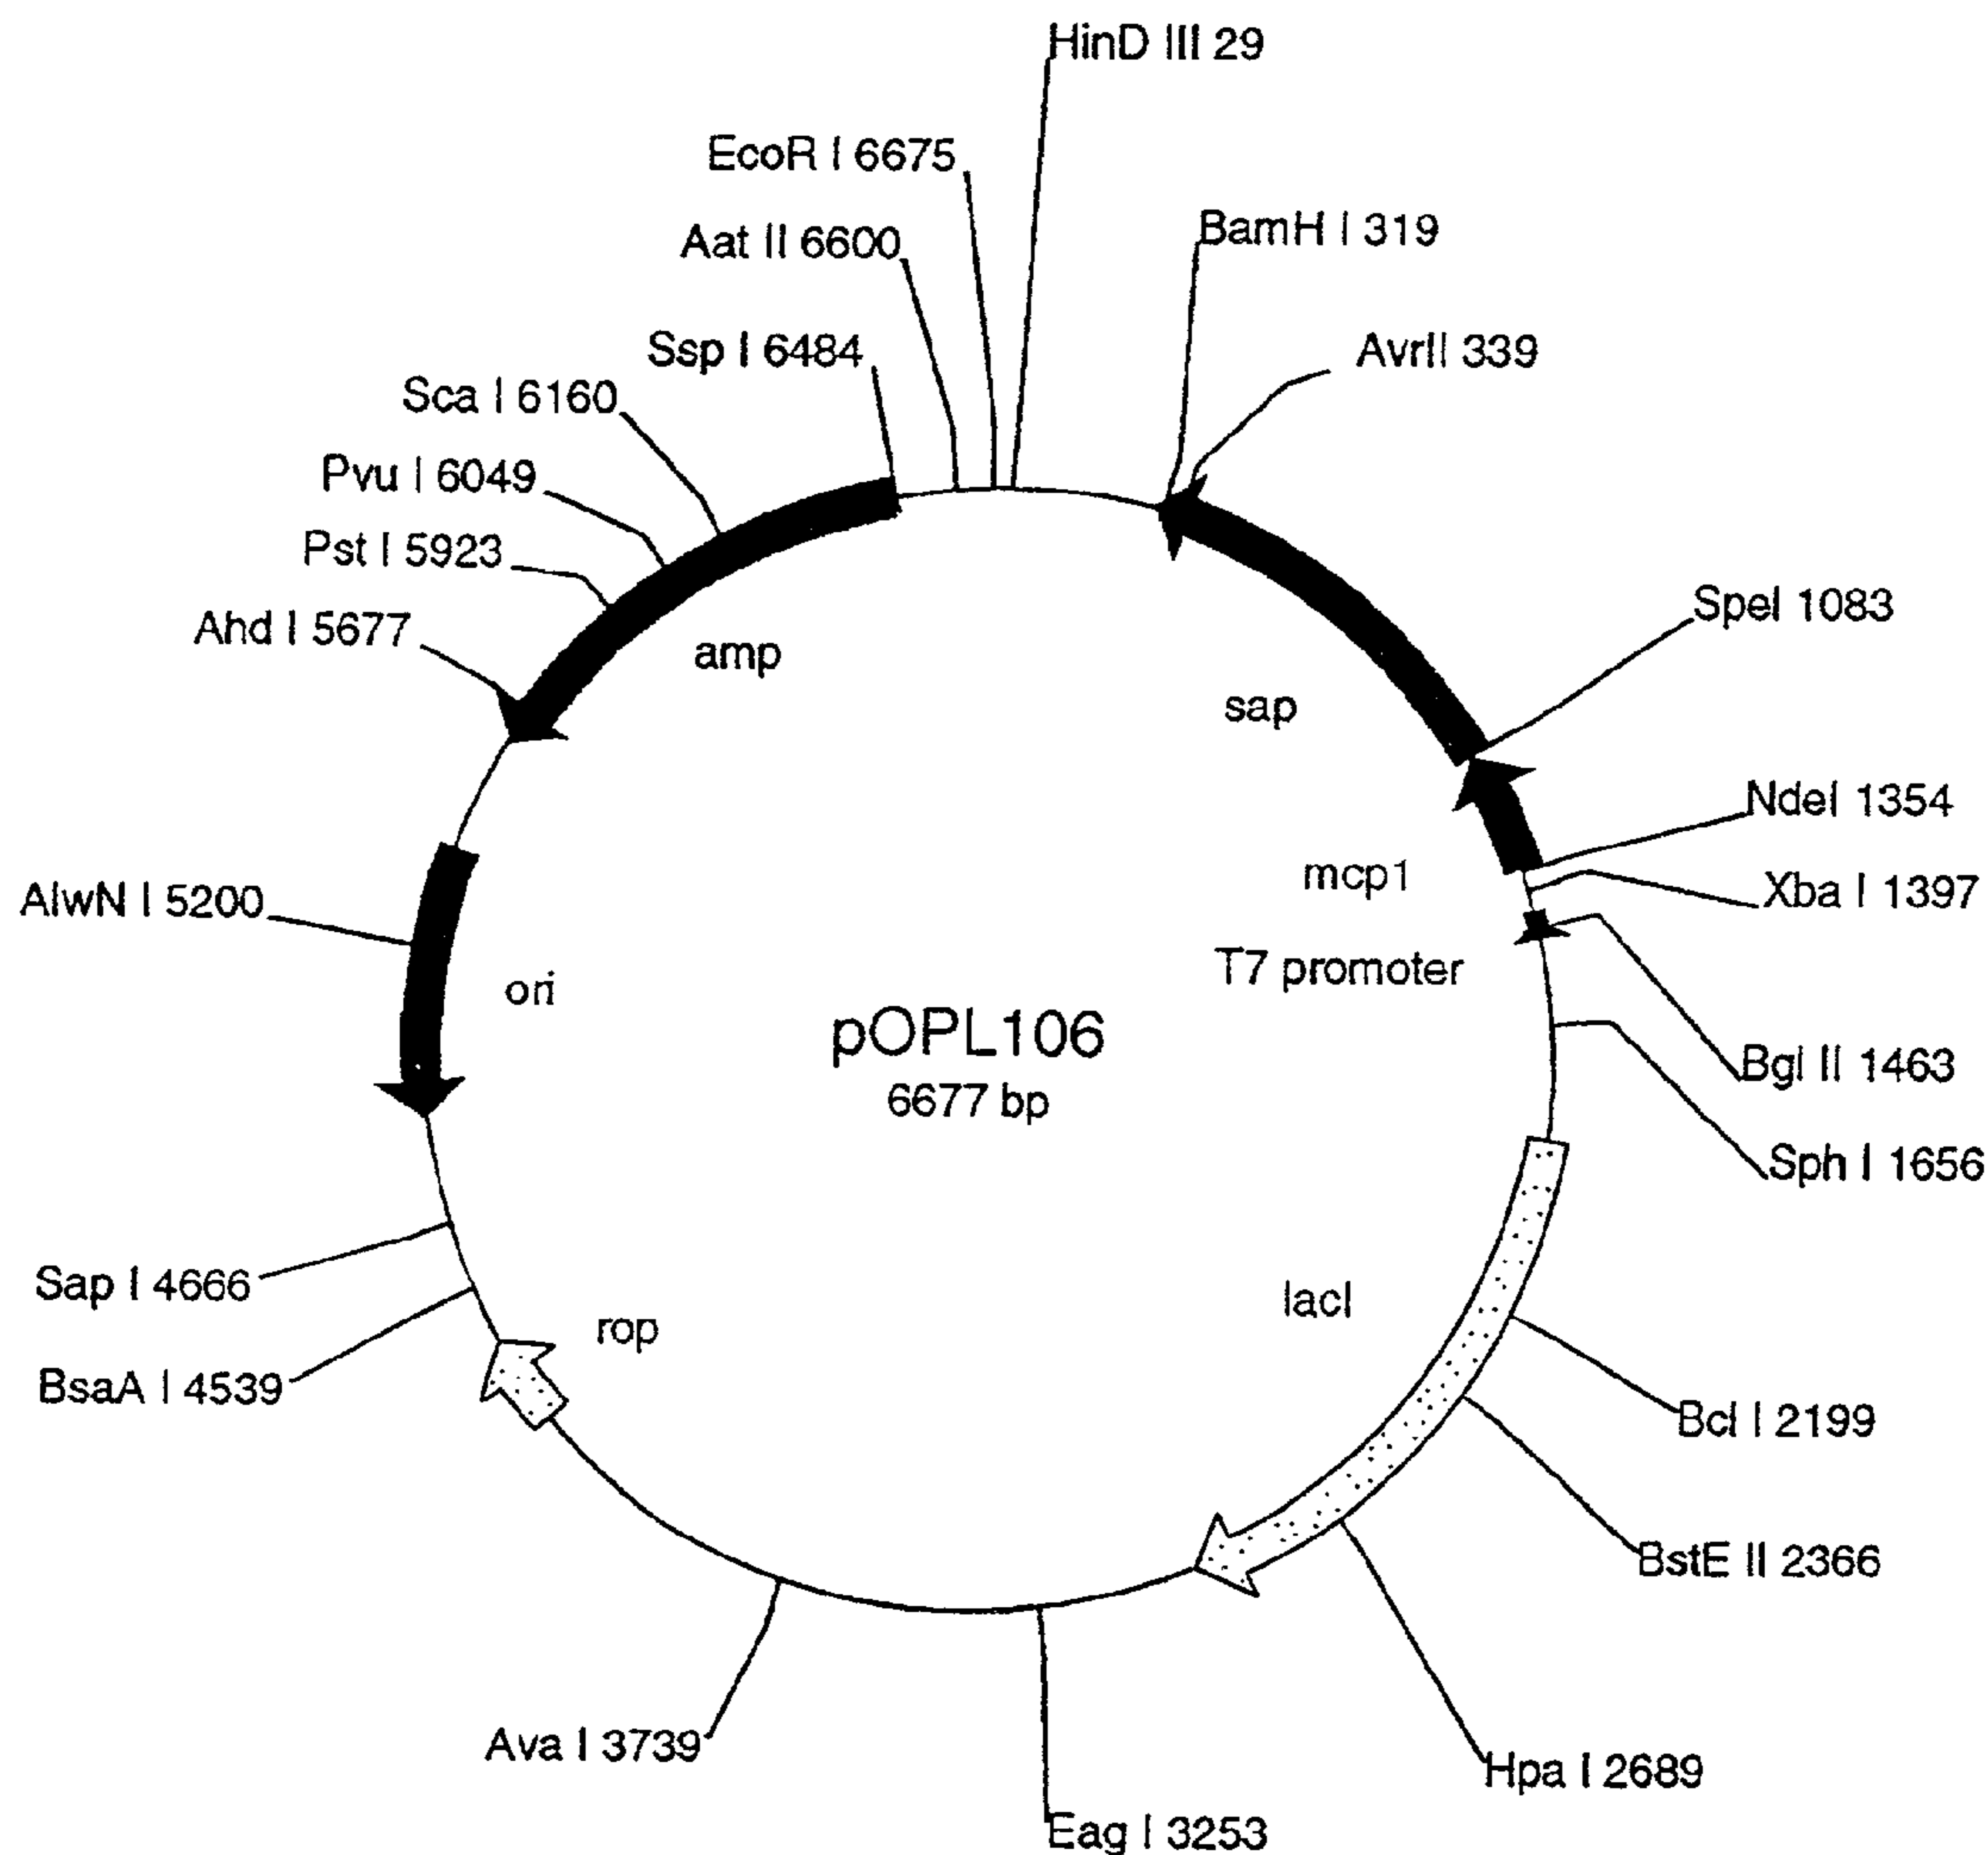 HinD III 29
EcoR I 6675
Aat II 6600
BamH I 319
Ssp I 6484
AvrII 339
Sca I 6160
Pvu I 6049
Pst I 5923
Ahd I 5677
amp
SpeI 1083
sap
NdeI 1354
mcp1
Xba I 1397
AlwN I 5200
ori
T7 promoter
pOPL106
6677 bp
Bgl II 1463
Sph I 1656
Sap I 4666
lacI
rop
BsaA I 4539
Bcl I 2199
BstE II 2366
Ava I 3739
Hpa I 2689
Eag I 3253